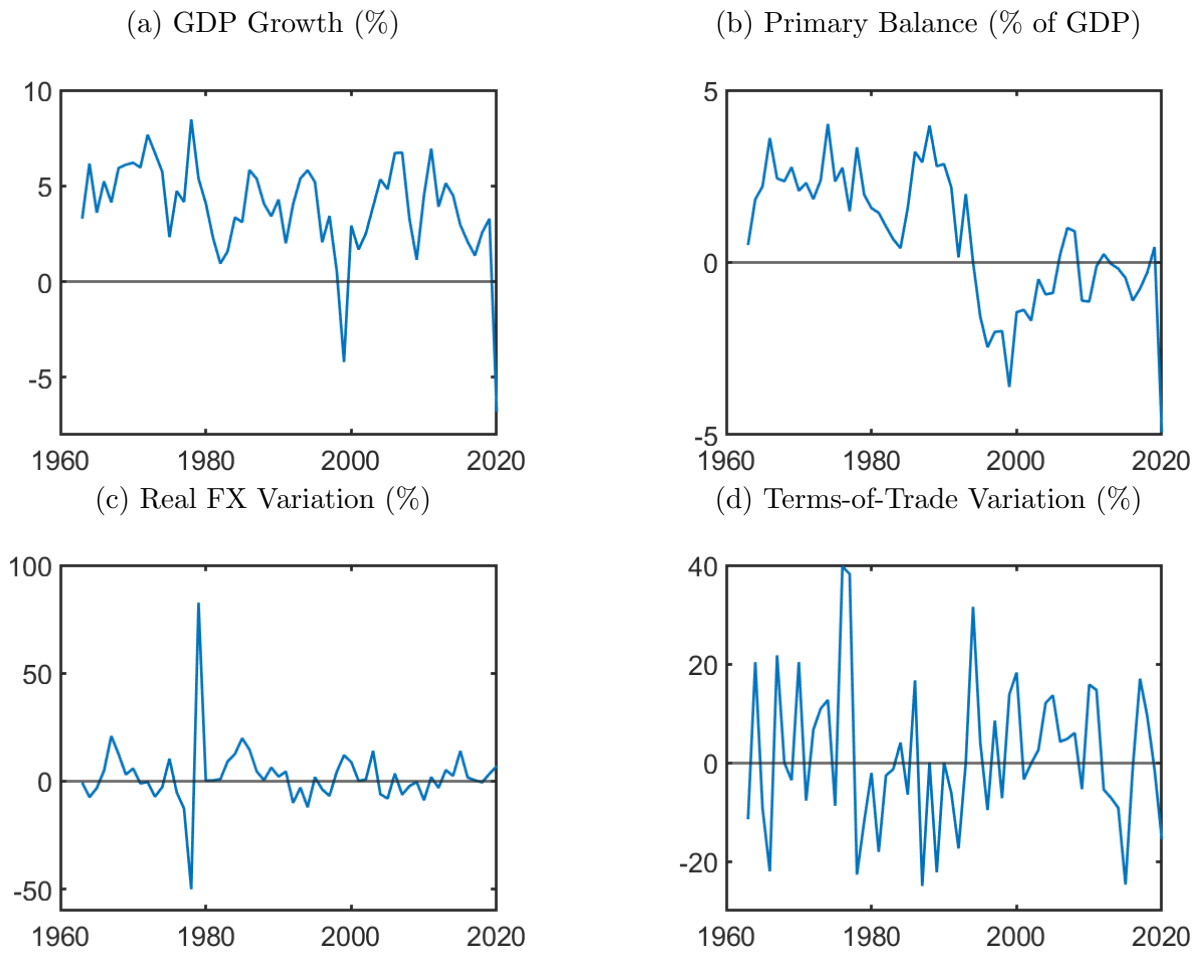 (a) GDP Growth (%)
10
5
0
-5
1960 1980 2000 2020
(b) Primary Balance (% of GDP)
5
0
-5
1960 1980 2000 2020
(c) Real FX Variation (%)
100
50
0
-50
1960 1980 2000 2020
(d) Terms-of-Trade Variation (%)
40
20
0
-20
1960 1980 2000 2020